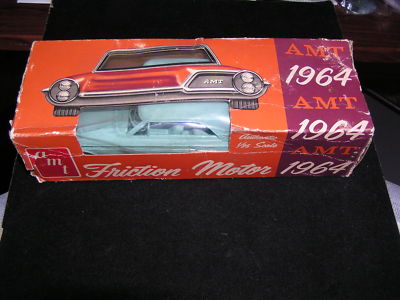 AMT
AMT
1964
AMT
1964
AMT
1964
Authentic
1/25 Scale
amt
Friction Motor